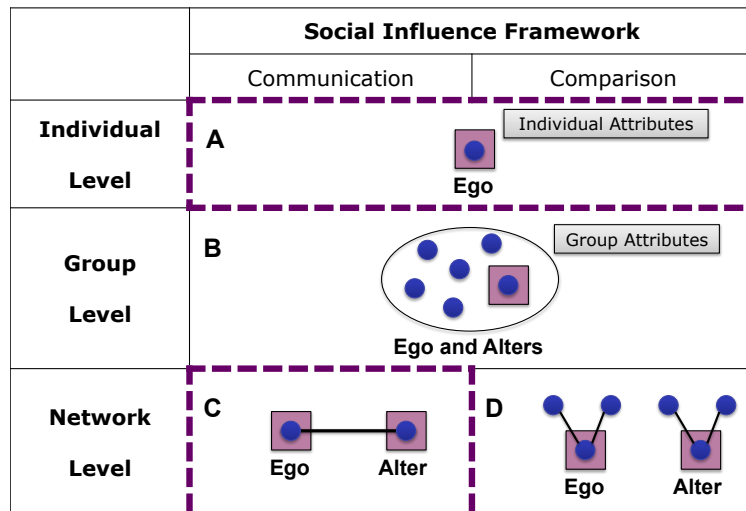 Social Influence Framework
Communication
Comparison
Individual
Level
A
Individual Attributes
Ego
Group
Level
B
Group Attributes
Ego and Alters
Network
Level
C
Ego
Alter
D
Ego
Alter